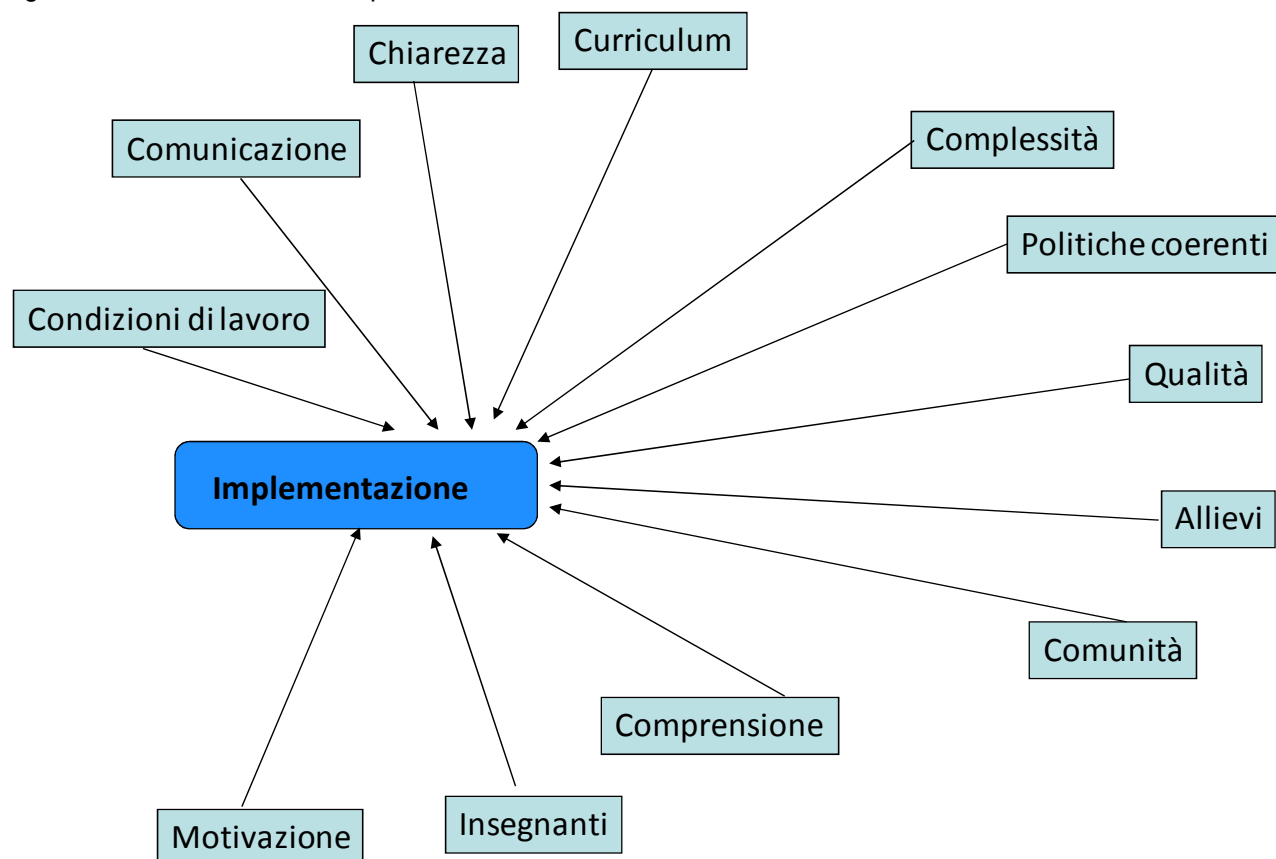 Curriculum
Chiarezza
Complessità
Comunicazione
Politiche coerenti
Condizioni di lavoro
Qualità
Implementazione
Allievi
Comunità
Comprensione
Insegnanti
Motivazione